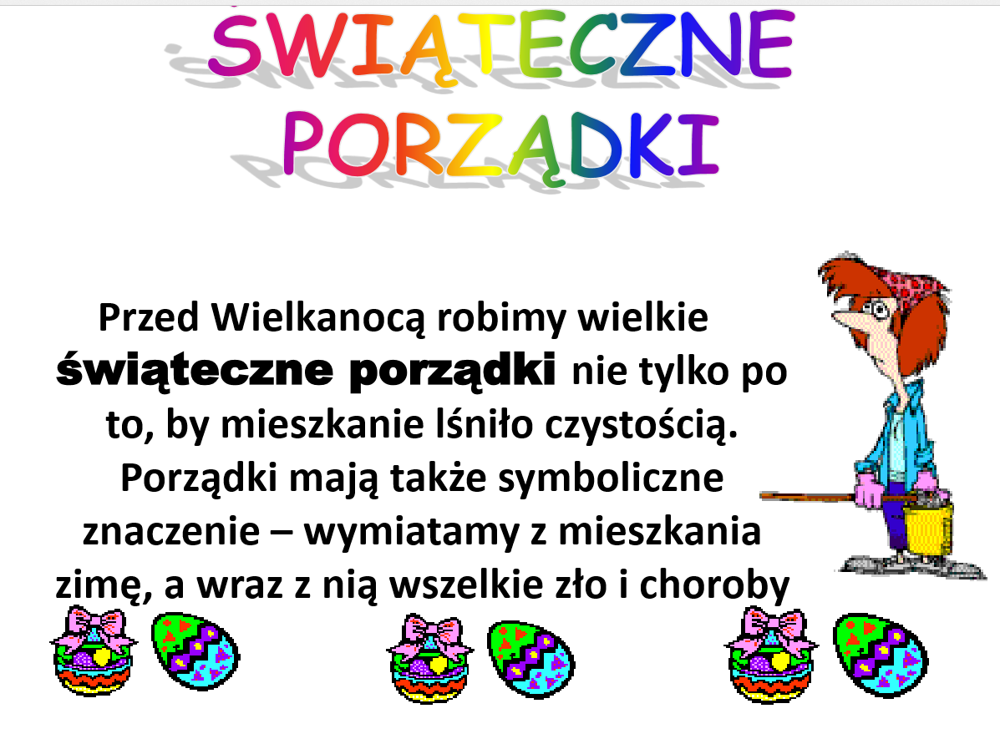 ŚWIĄTECZNE
PORZĄDKI
Przed Wielkanocą robimy wielkie
świąteczne porządki nie tylko po
to, by mieszkanie lśniło czystością.
Porządki mają także symboliczne
znaczenie – wymiatamy z mieszkania
zimę, a wraz z nią wszelkie zło i choroby